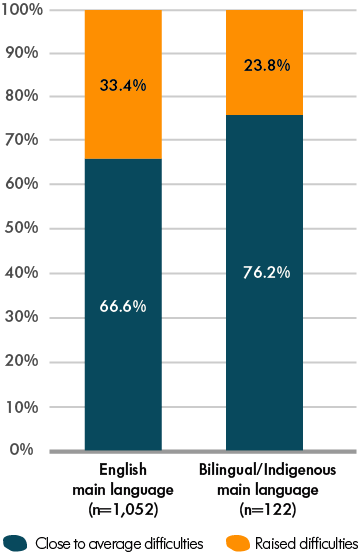 100%
90%
80%
70%
60%
50%
40%
30%
20%
10%
0%
33.4%
66.6%
23.8%
76.2%
English
main language
(n=1,052)
Bilingual/Indigenous
main language
(n=122)
Close to average difficulties
Raised difficulties